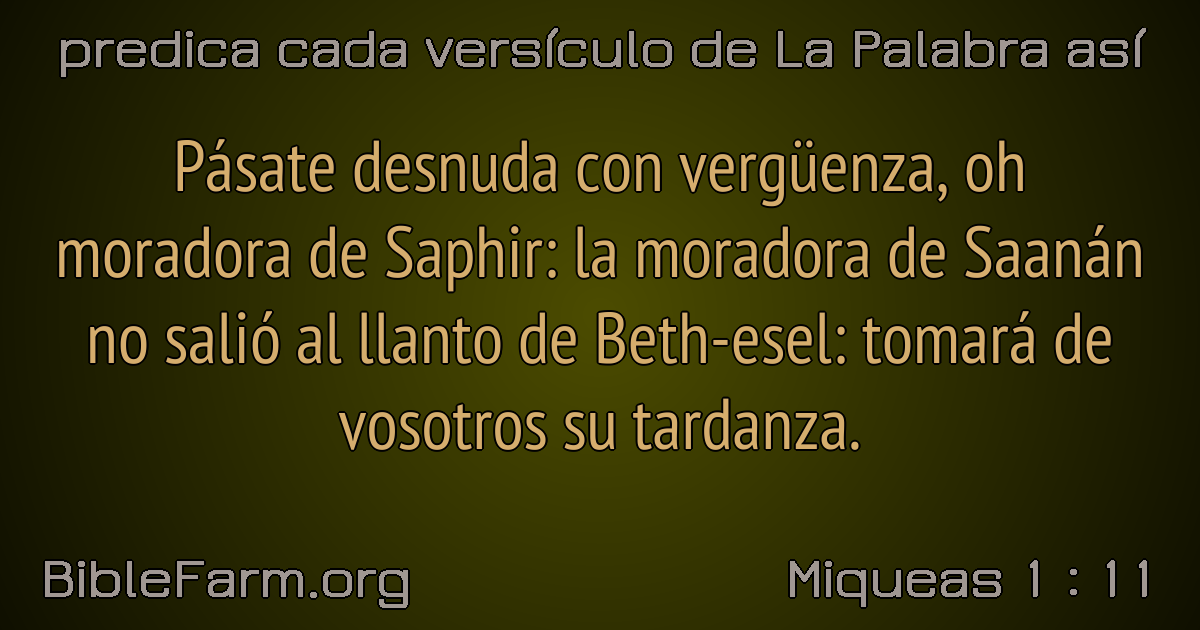 predica cada versículo de La Palabra así
Pásate desnuda con vergüenza, oh
moradora de Saphir: la moradora de Saanán
no salió al llanto de Beth-esel: tomará de
vosotros su tardanza.
BibleFarm.org
Miqueas 1 : 11